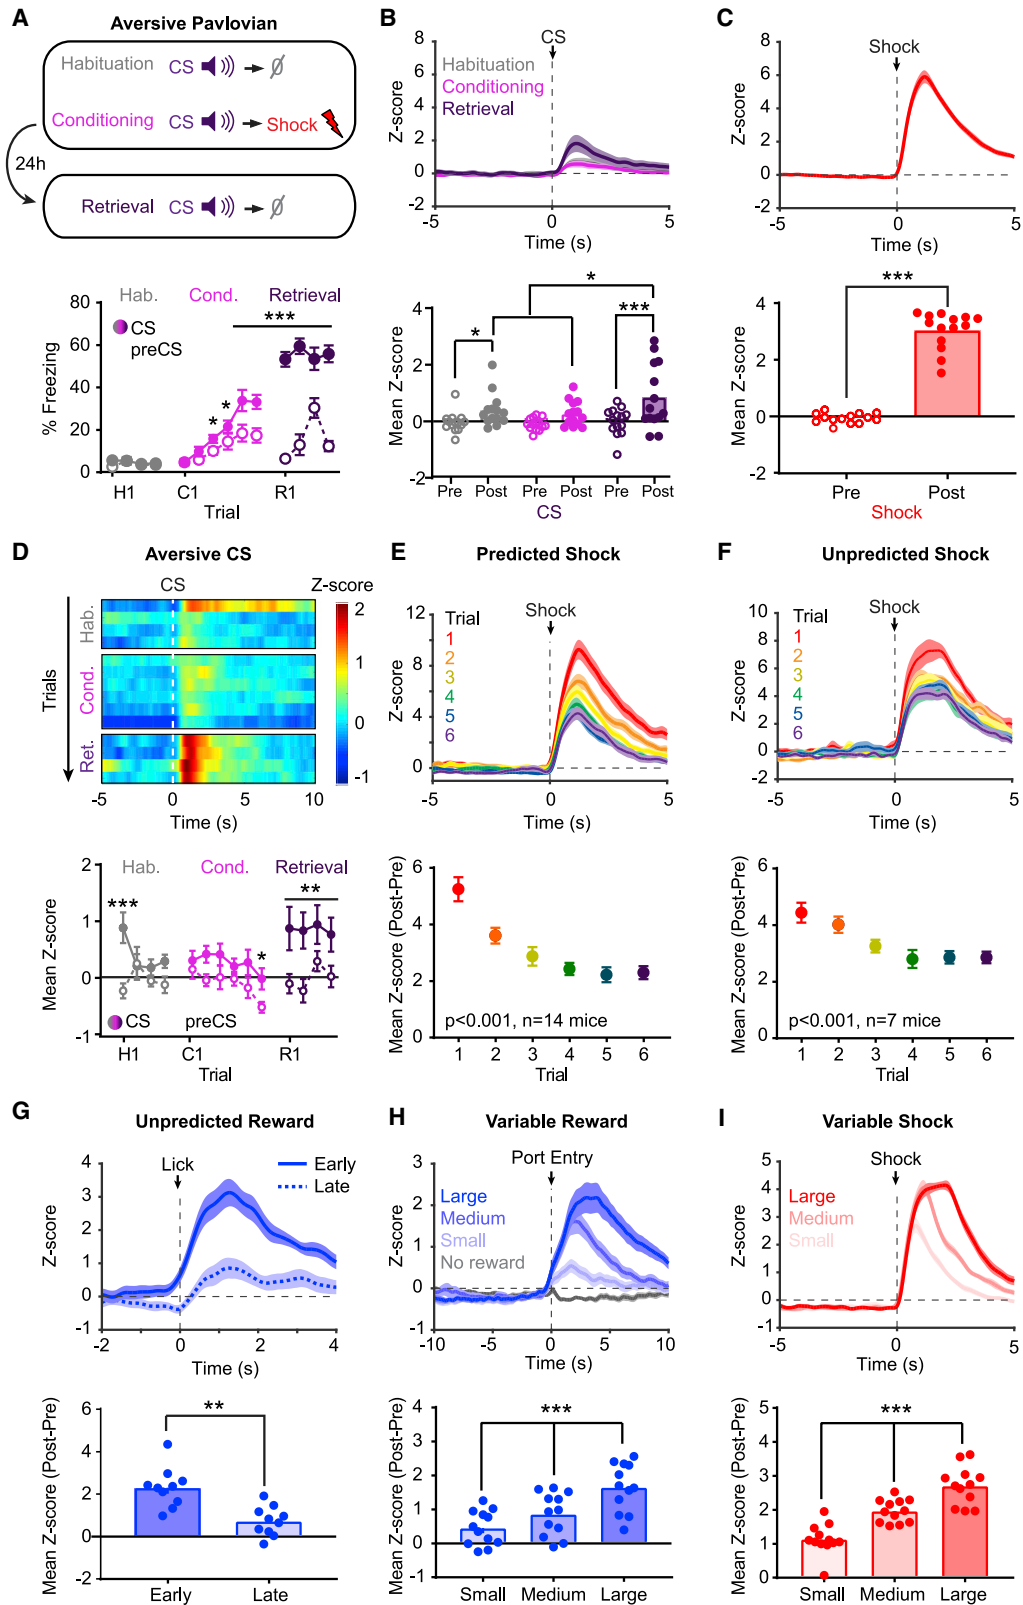 A
Aversive Pavlovian
Habituation CS Ø
Conditioning CS Shock
24h
Retrieval CS Ø
Hab. Cond. Retrieval
***
CS
preCS
* *
% Freezing
80
60
40
20
0
H1 C1 R1
Trial
B
CS
Habituation
Conditioning
Retrieval
Z-score
8
6
4
2
0
-2
-5 0 5
Time (s)
*
* ***
Mean Z-score
4
2
0
-2
Pre Post Pre Post Pre Post
CS
C
Shock
Z-score
8
6
4
2
0
-2
-5 0 5
Time (s)
***
Mean Z-score
4
2
0
-2
Pre Post
Shock
D
Aversive CS
CS Z-score
Trials
Hab.
Cond.
Ret.
2
1
0
-1
-5 0 5 10
Time (s)
Hab. Cond. Retrieval
*** **
*
Mean Z-score
2
1
0
-1
CS preCS
H1 C1 R1
Trial
E
Predicted Shock
Shock
Trial
1
2
3
4
5
6
Z-score
12
8
4
0
-5 0 5
Time (s)
Mean Z-score (Post-Pre)
6
4
2
0
p<0.001, n=14 mice
1 2 3 4 5 6
Trial
F
Unpredicted Shock
Shock
Trial
1
2
3
4
5
6
Z-score
10
8
6
4
2
0
-2
-5 0 5
Time (s)
Mean Z-score (Post-Pre)
6
4
2
0
p<0.001, n=7 mice
1 2 3 4 5 6
Trial
G
Unpredicted Reward
Lick
Early
Late
Z-score
4
3
2
1
0
-1
-2 0 2 4
Time (s)
**
Mean Z-score (Post-Pre)
6
4
2
0
-2
Early Late
H
Variable Reward
Port Entry
Large
Medium
Small
No reward
Z-score
3
2
1
0
-1
-10 -5 0 5 10
Time (s)
***
Mean Z-score (Post-Pre)
4
3
2
1
0
-1
Small Medium Large
I
Variable Shock
Shock
Large
Medium
Small
Z-score
5
4
3
2
1
0
-1
-5 0 5
Time (s)
***
Mean Z-score (Post-Pre)
4
3
2
1
0
Small Medium Large